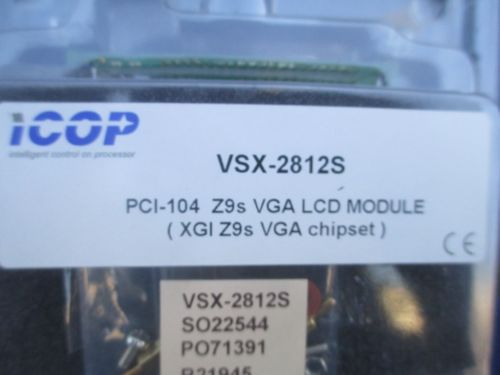 iCOP
intelligent control on processor
VSX-2812S
PCI-104 Z9s VGA LCD MODULE
( XGI Z9s VGA chipset )
CE
VSX-2812S
SO22544
PO71391
R21945